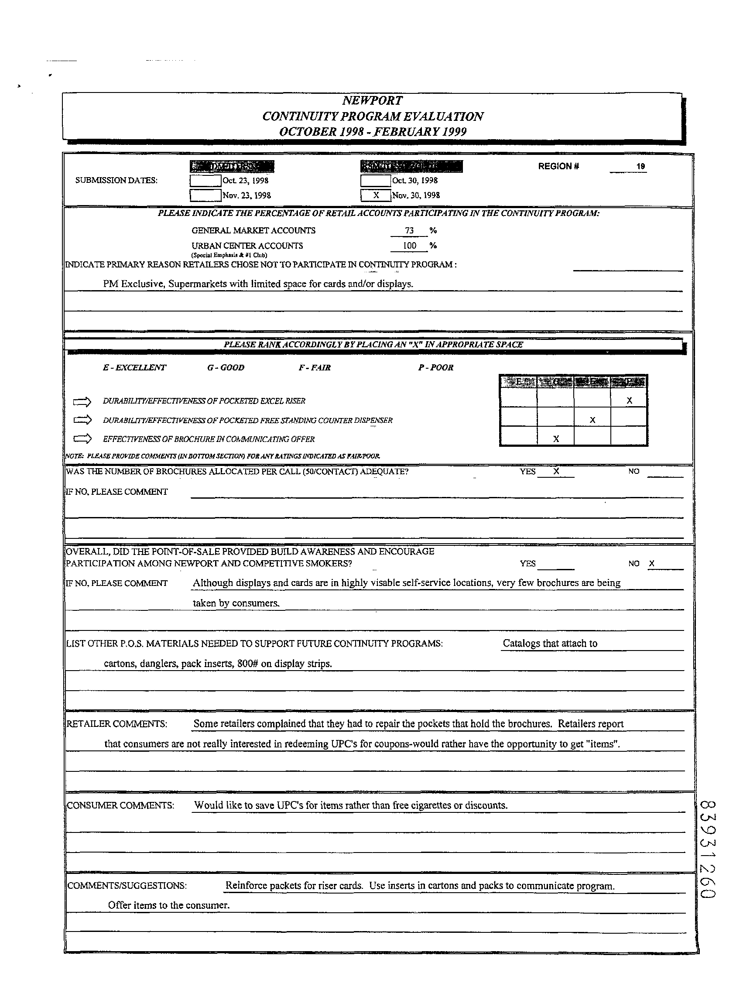 NEWPORT
CONTINUITY PROGRAM EVALUATION
OCTOBER 1998 - FEBRUARY 1999
REGION # 19
SUBMISSION DATES: Oct. 23, 1998 Oct. 30, 1998
Nov. 23, 1998 X Nov. 30, 1998
PLEASE INDICATE THE PERCENTAGE OF RETAIL ACCOUNTS PARTICIPATING IN THE CONTINUITY PROGRAM:
GENERAL MARKET ACCOUNTS 73 %
URBAN CENTER ACCOUNTS 100 %
(Special Emphasis & #1 Club)
INDICATE PRIMARY REASON RETAILERS CHOSE NOT TO PARTICIPATE IN CONTINUITY PROGRAM :
PM Exclusive, Supermarkets with limited space for cards and/or displays.
PLEASE RANK ACCORDINGLY BY PLACING AN "X" IN APPROPRIATE SPACE
E - EXCELLENT G - GOOD F - FAIR P - POOR
DURABILITY/EFFECTIVENESS OF POCKETED EXCEL RISER X
DURABILITY/EFFECTIVENESS OF POCKETED FREE STANDING COUNTER DISPENSER X
EFFECTIVENESS OF BROCHURE IN COMMUNICATING OFFER X
NOTE: PLEASE PROVIDE COMMENTS (IN BOTTOM SECTION) FOR ANY RATINGS INDICATED AS FAIR/POOR.
WAS THE NUMBER OF BROCHURES ALLOCATED PER CALL (50/CONTACT) ADEQUATE? YES X NO
IF NO, PLEASE COMMENT
OVERALL, DID THE POINT-OF-SALE PROVIDED BUILD AWARENESS AND ENCOURAGE
PARTICIPATION AMONG NEWPORT AND COMPETITIVE SMOKERS? YES NO X
IF NO, PLEASE COMMENT Although displays and cards are in highly visable self-service locations, very few brochures are being
taken by consumers.
LIST OTHER P.O.S. MATERIALS NEEDED TO SUPPORT FUTURE CONTINUITY PROGRAMS: Catalogs that attach to
cartons, danglers, pack inserts, 800# on display strips.
RETAILER COMMENTS: Some retailers complained that they had to repair the pockets that hold the brochures. Retailers report
that consumers are not really interested in redeeming UPC's for coupons-would rather have the opportunity to get "items".
CONSUMER COMMENTS: Would like to save UPC's for items rather than free cigarettes or discounts.
COMMENTS/SUGGESTIONS: Reinforce packets for riser cards. Use inserts in cartons and packs to communicate program.
Offer items to the consumer.
83931260